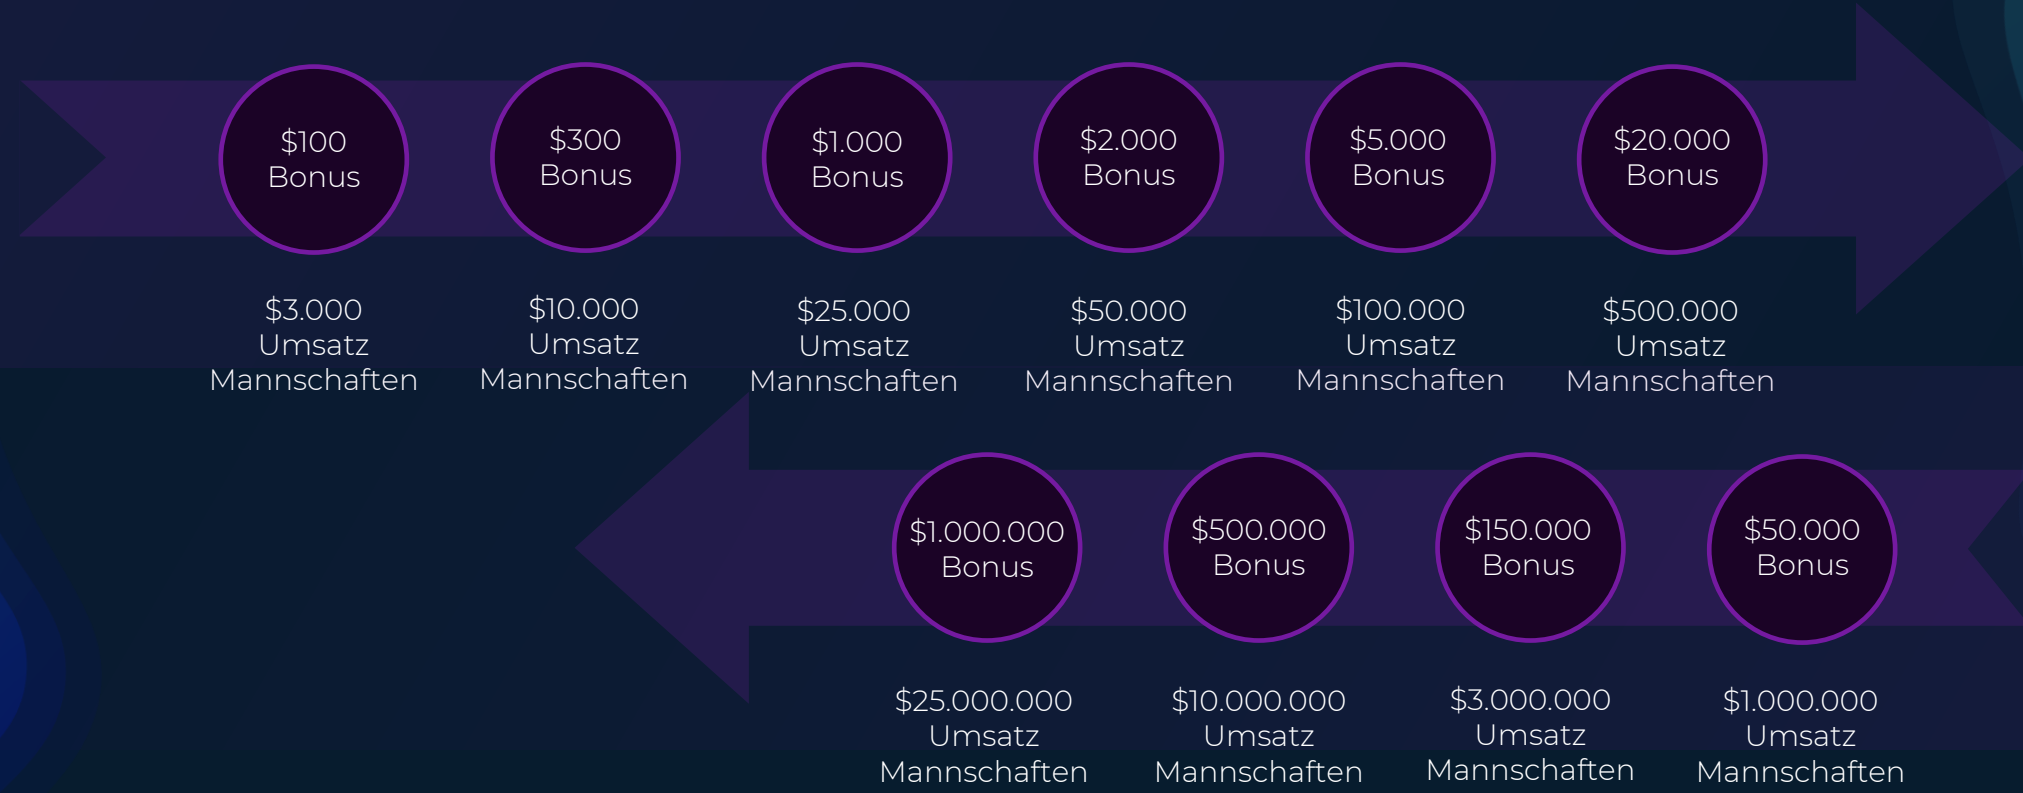 $100
Bonus
$300
Bonus
$1.000
Bonus
$2.000
Bonus
$5.000
Bonus
$20.000
Bonus
$3.000
Umsatz
Mannschaften
$10.000
Umsatz
Mannschaften
$25.000
Umsatz
Mannschaften
$50.000
Umsatz
Mannschaften
$100.000
Umsatz
Mannschaften
$500.000
Umsatz
Mannschaften
$1.000.000
Bonus
$500.000
Bonus
$150.000
Bonus
$50.000
Bonus
$25.000.000
Umsatz
Mannschaften
$10.000.000
Umsatz
Mannschaften
$3.000.000
Umsatz
Mannschaften
$1.000.000
Umsatz
Mannschaften